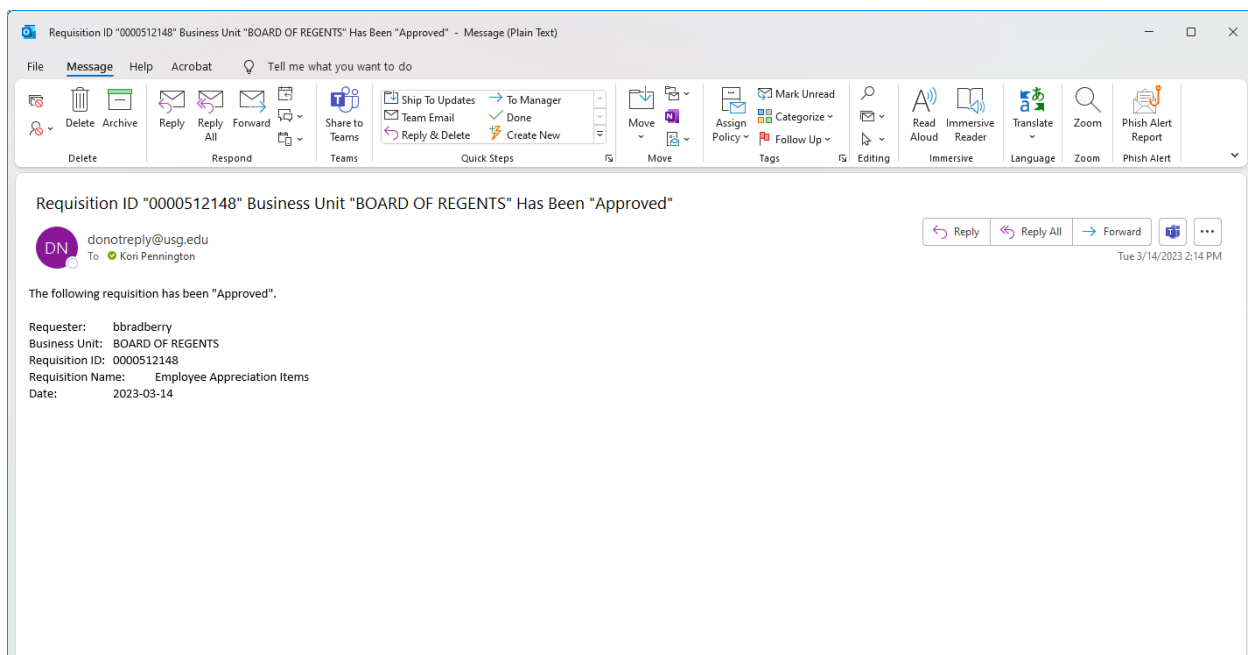 Requisition ID "0000512148" Business Unit "BOARD OF REGENTS" Has Been "Approved" - Message (Plain Text)
File Message Help Acrobat Tell me what you want to do
Delete Archive
Delete
Reply Reply All Forward
Respond
Share to Teams
Teams
Ship To Updates To Manager
Team Email Done
Reply & Delete Create New
Quick Steps
Move
Move
Assign Policy
Mark Unread
Categorize
Follow Up
Tags
Editing
Read Aloud Immersive Reader
Immersive
Translate
Language
Zoom
Zoom
Phish Alert Report
Phish Alert
Requisition ID "0000512148" Business Unit "BOARD OF REGENTS" Has Been "Approved"
DN
donotreply@usg.edu
To Kori Pennington
Reply Reply All Forward
Tue 3/14/2023 2:14 PM
The following requisition has been "Approved".
Requester: bbradberry
Business Unit: BOARD OF REGENTS
Requisition ID: 0000512148
Requisition Name: Employee Appreciation Items
Date: 2023-03-14